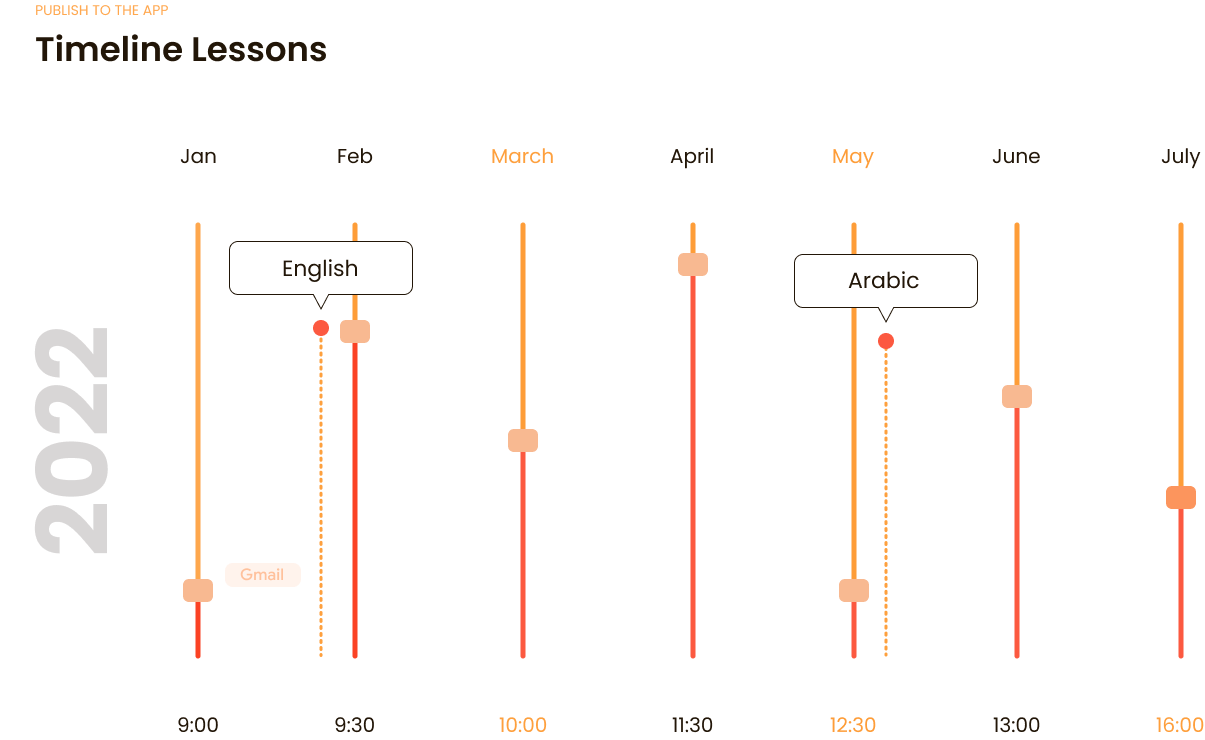 PUBLISH TO THE APP
Timeline Lessons
Jan Feb March April May June July
English
Arabic
2022
Gmail
9:00 9:30 10:00 11:30 12:30 13:00 16:00